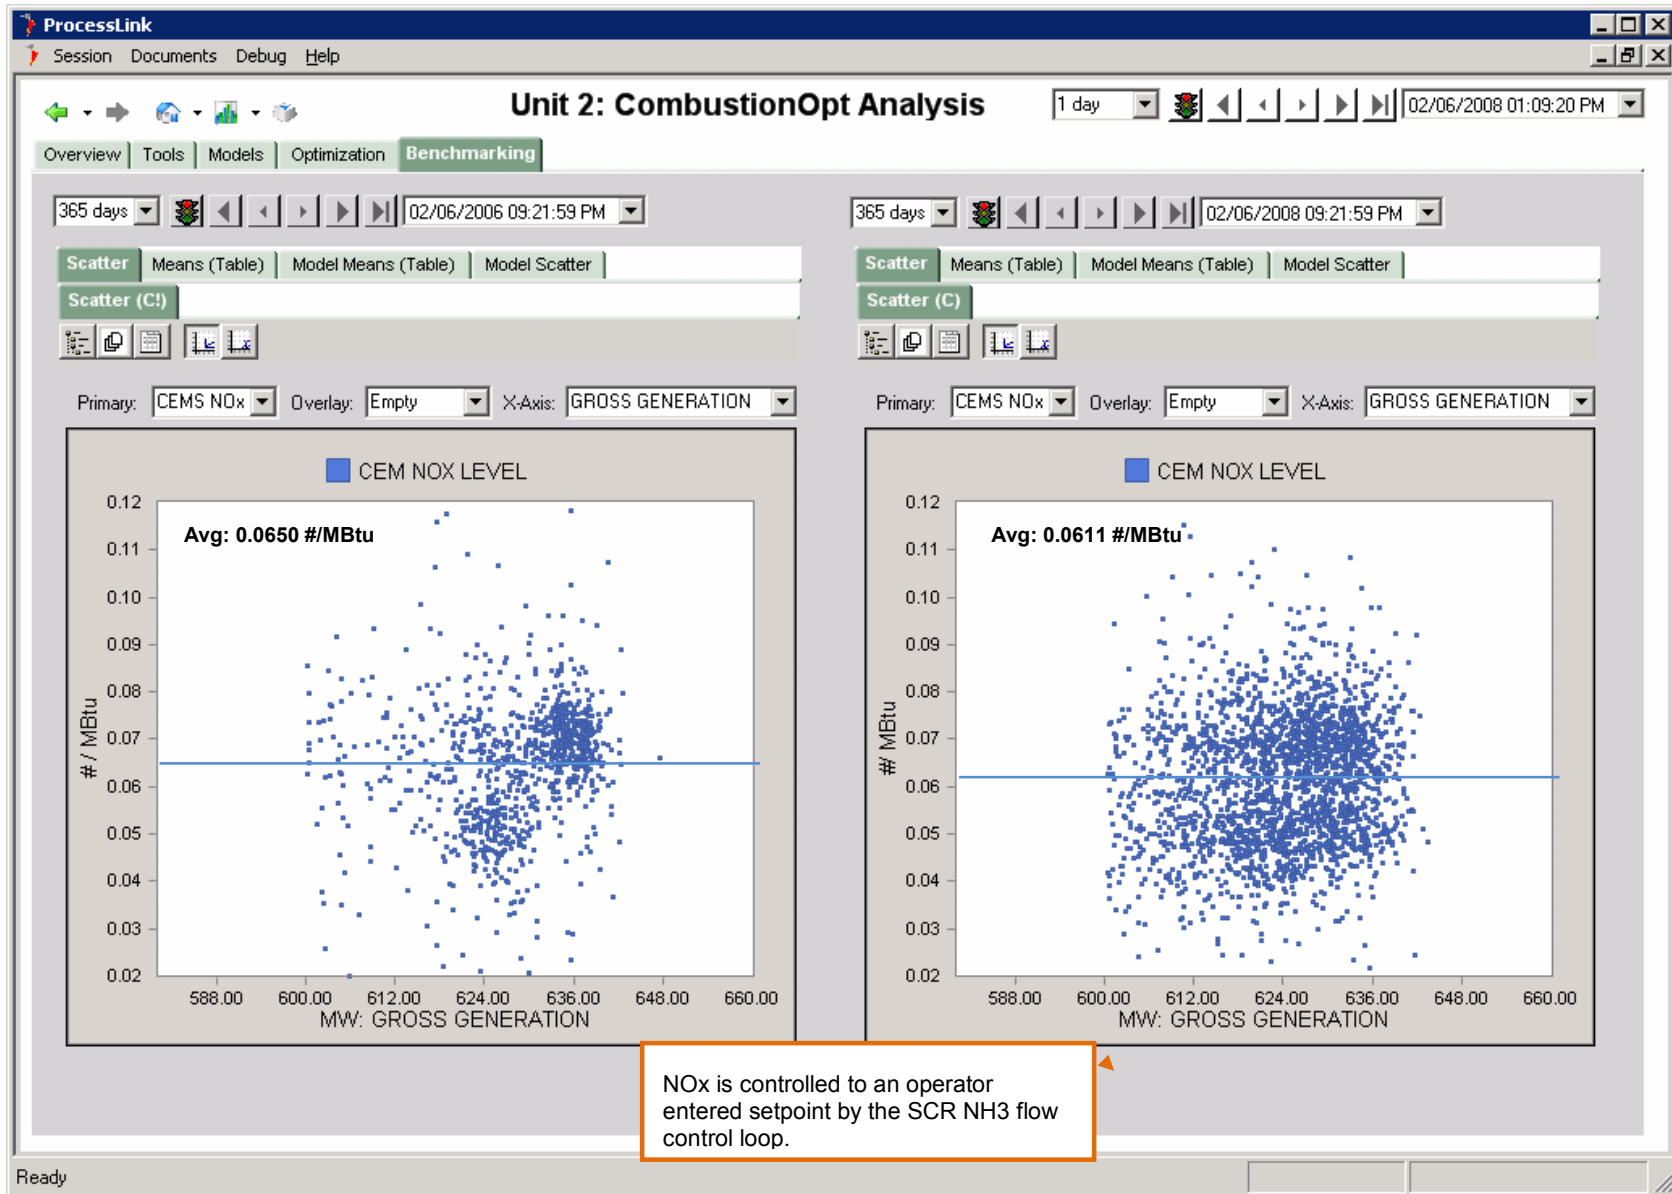 ProcessLink
Session Documents Debug Help
Unit 2: CombustionOpt Analysis
1 day
02/06/2008 01:09:20 PM
Overview Tools Models Optimization Benchmarking
365 days
02/06/2006 09:21:59 PM
Scatter Means (Table) Model Means (Table) Model Scatter
Scatter (C!)
Primary: CEMS NOx Overlay: Empty X-Axis: GROSS GENERATION
CEM NOX LEVEL
Avg: 0.0650 #/MBtu
0.12
0.11
0.10
0.09
0.08
0.07
0.06
0.05
0.04
0.03
0.02
# / MBtu
588.00 600.00 612.00 624.00 636.00 648.00 660.00
MW: GROSS GENERATION
365 days
02/06/2008 09:21:59 PM
Scatter Means (Table) Model Means (Table) Model Scatter
Scatter (C)
Primary: CEMS NOx Overlay: Empty X-Axis: GROSS GENERATION
CEM NOX LEVEL
Avg: 0.0611 #/MBtu
0.12
0.11
0.10
0.09
0.08
0.07
0.06
0.05
0.04
0.03
0.02
#/ MBtu
588.00 600.00 612.00 624.00 636.00 648.00 660.00
MW: GROSS GENERATION
NOx is controlled to an operator
entered setpoint by the SCR NH3 flow
control loop.
Ready